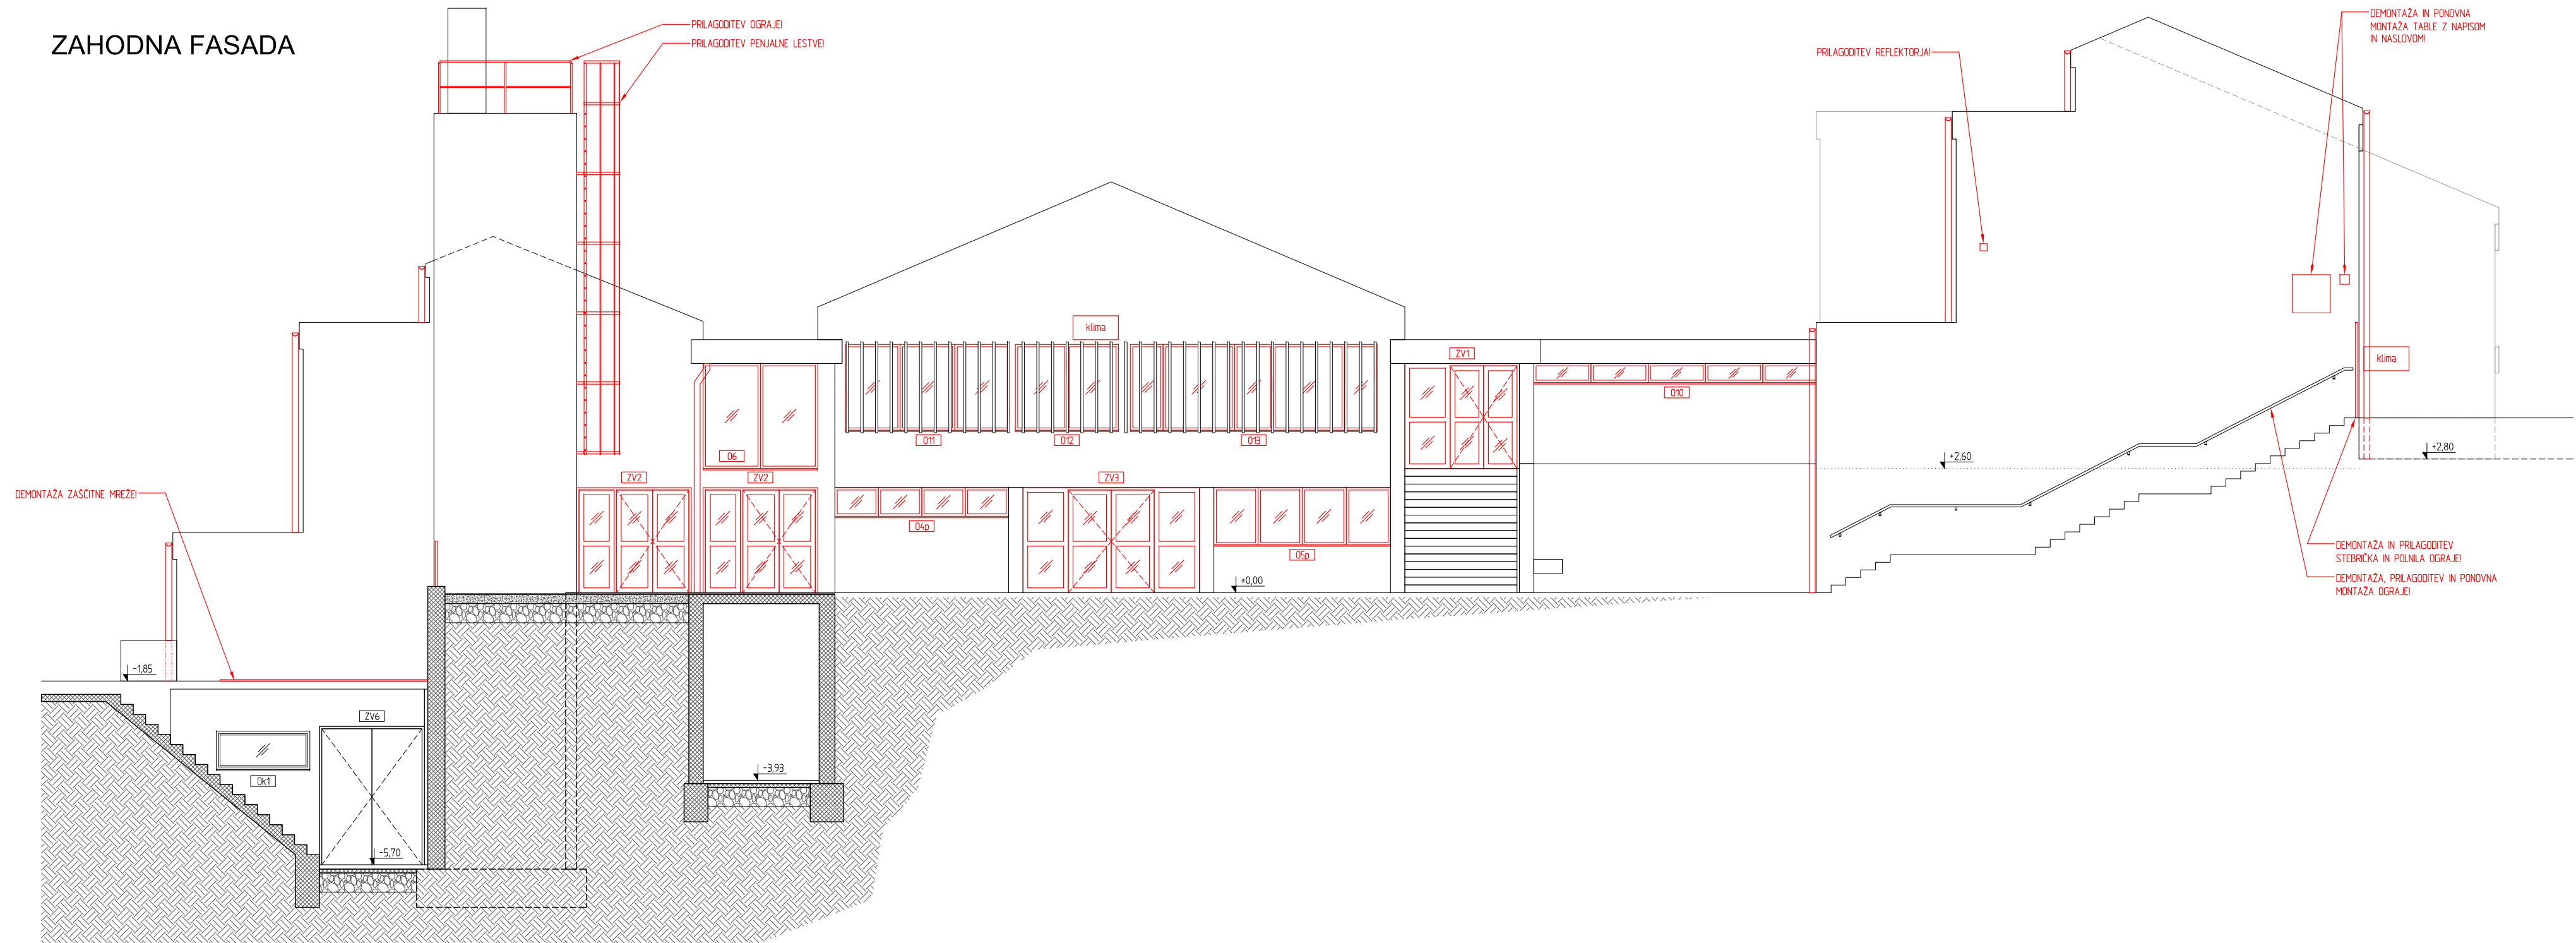 ZAHODNA FASADA
PRILAGODITEV OGRAJE!
PRILAGODITEV PENJALNE LESTVE!
PRILAGODITEV REFLEKTORJA!
DEMONTAŽA IN PONOVNA
MONTAŽA TABLE Z NAPISOM
IN NASLOVOM!
klima
ZV1
klima
O10
O11
O12
O13
O6
ZV2
ZV2
ZV3
+2,60
+2,80
DEMONTAŽA ZAŠČITNE MREŽE!
O4p
O5p
±0,00
DEMONTAŽA IN PRILAGODITEV
STEBRIČKA IN POLNILA OGRAJE!
DEMONTAŽA, PRILAGODITEV IN PONOVNA
MONTAŽA OGRAJE!
-1,85
ZV6
Ok1
-3,93
-5,70